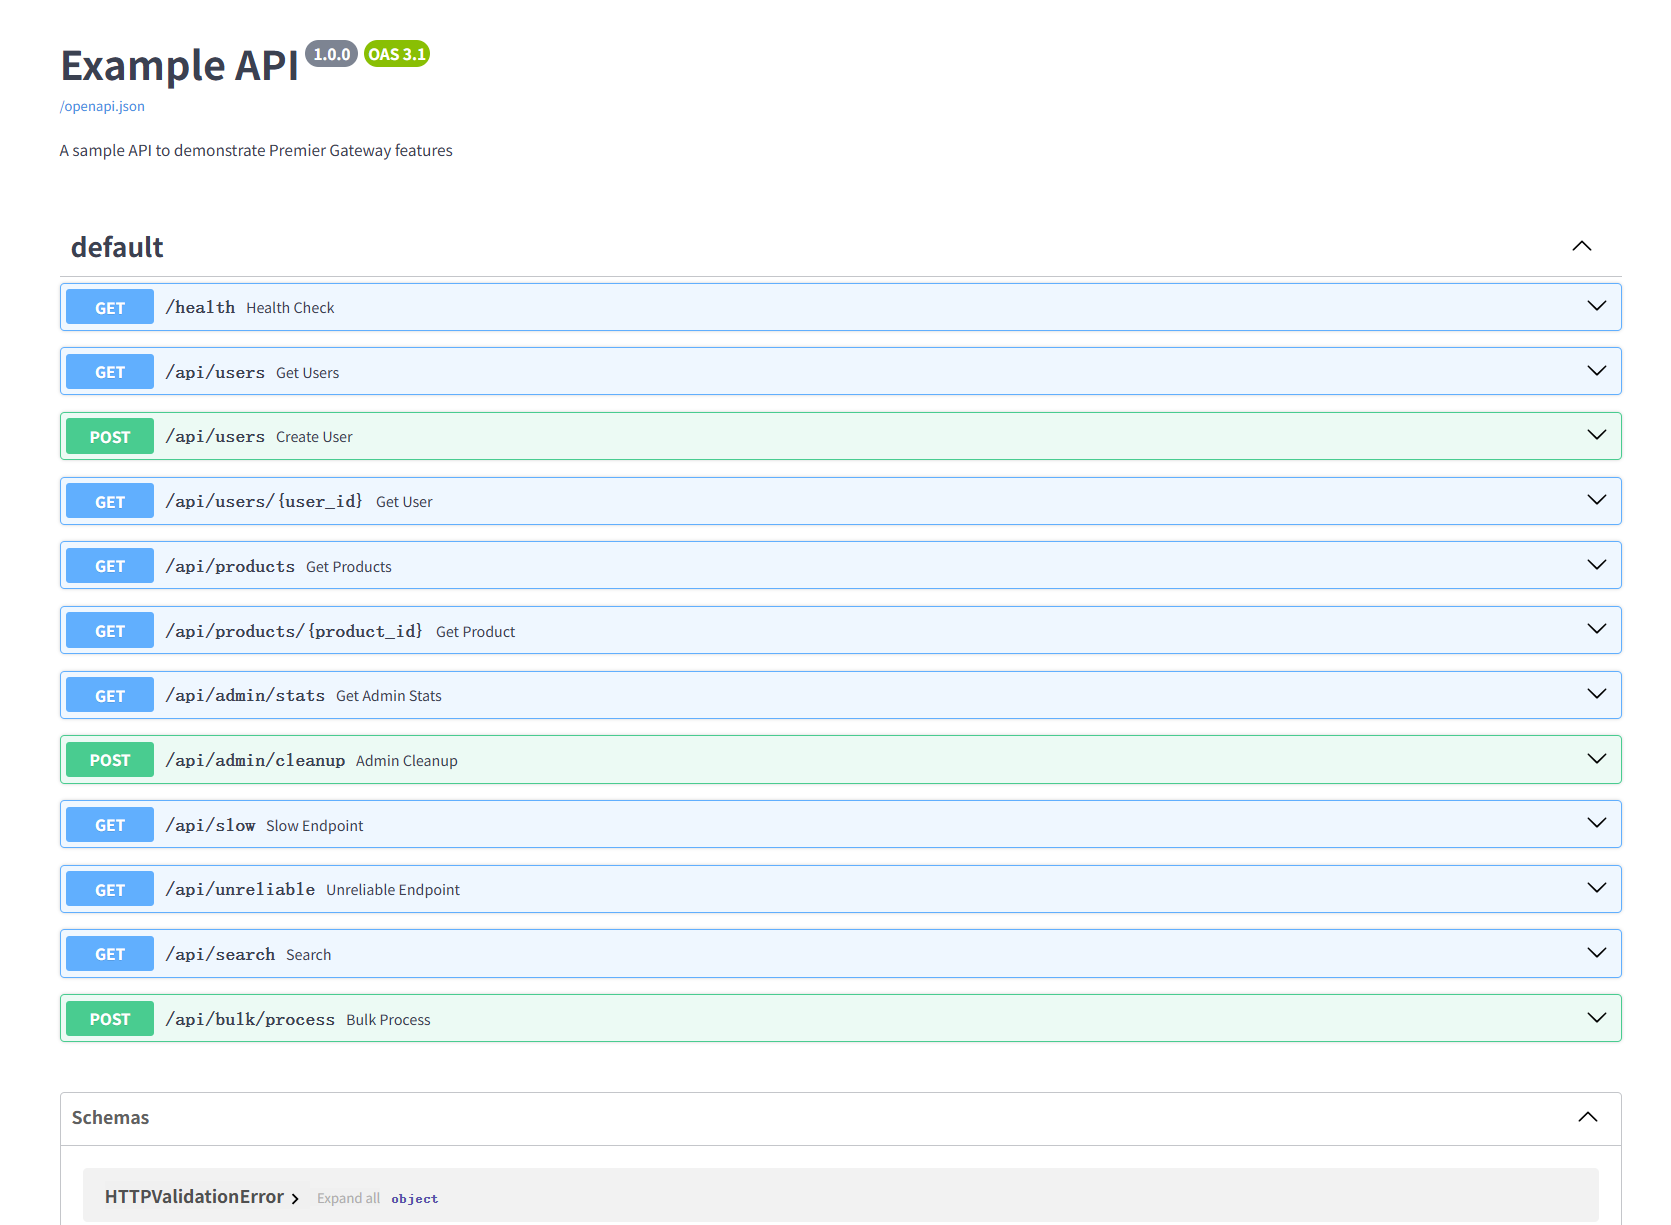 Example API 1.0.0 OAS 3.1
/openapi.json
A sample API to demonstrate Premier Gateway features
default
GET /health Health Check
GET /api/users Get Users
POST /api/users Create User
GET /api/users/{user_id} Get User
GET /api/products Get Products
GET /api/products/{product_id} Get Product
GET /api/admin/stats Get Admin Stats
POST /api/admin/cleanup Admin Cleanup
GET /api/slow Slow Endpoint
GET /api/unreliable Unreliable Endpoint
GET /api/search Search
POST /api/bulk/process Bulk Process
Schemas
HTTPValidationError Expand all object